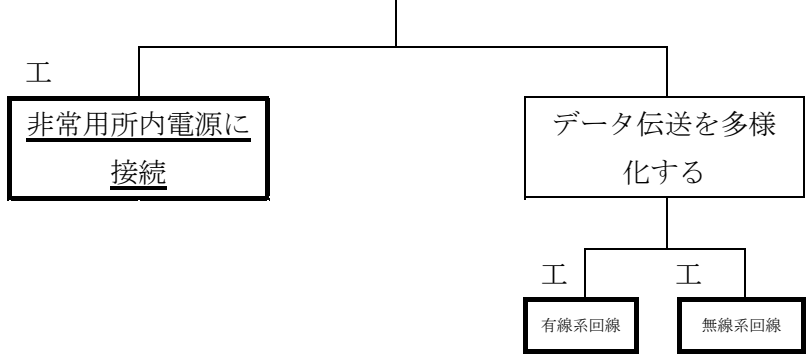 工
非常用所内電源に
接続
データ伝送を多様
化する
工
工
有線系回線
無線系回線